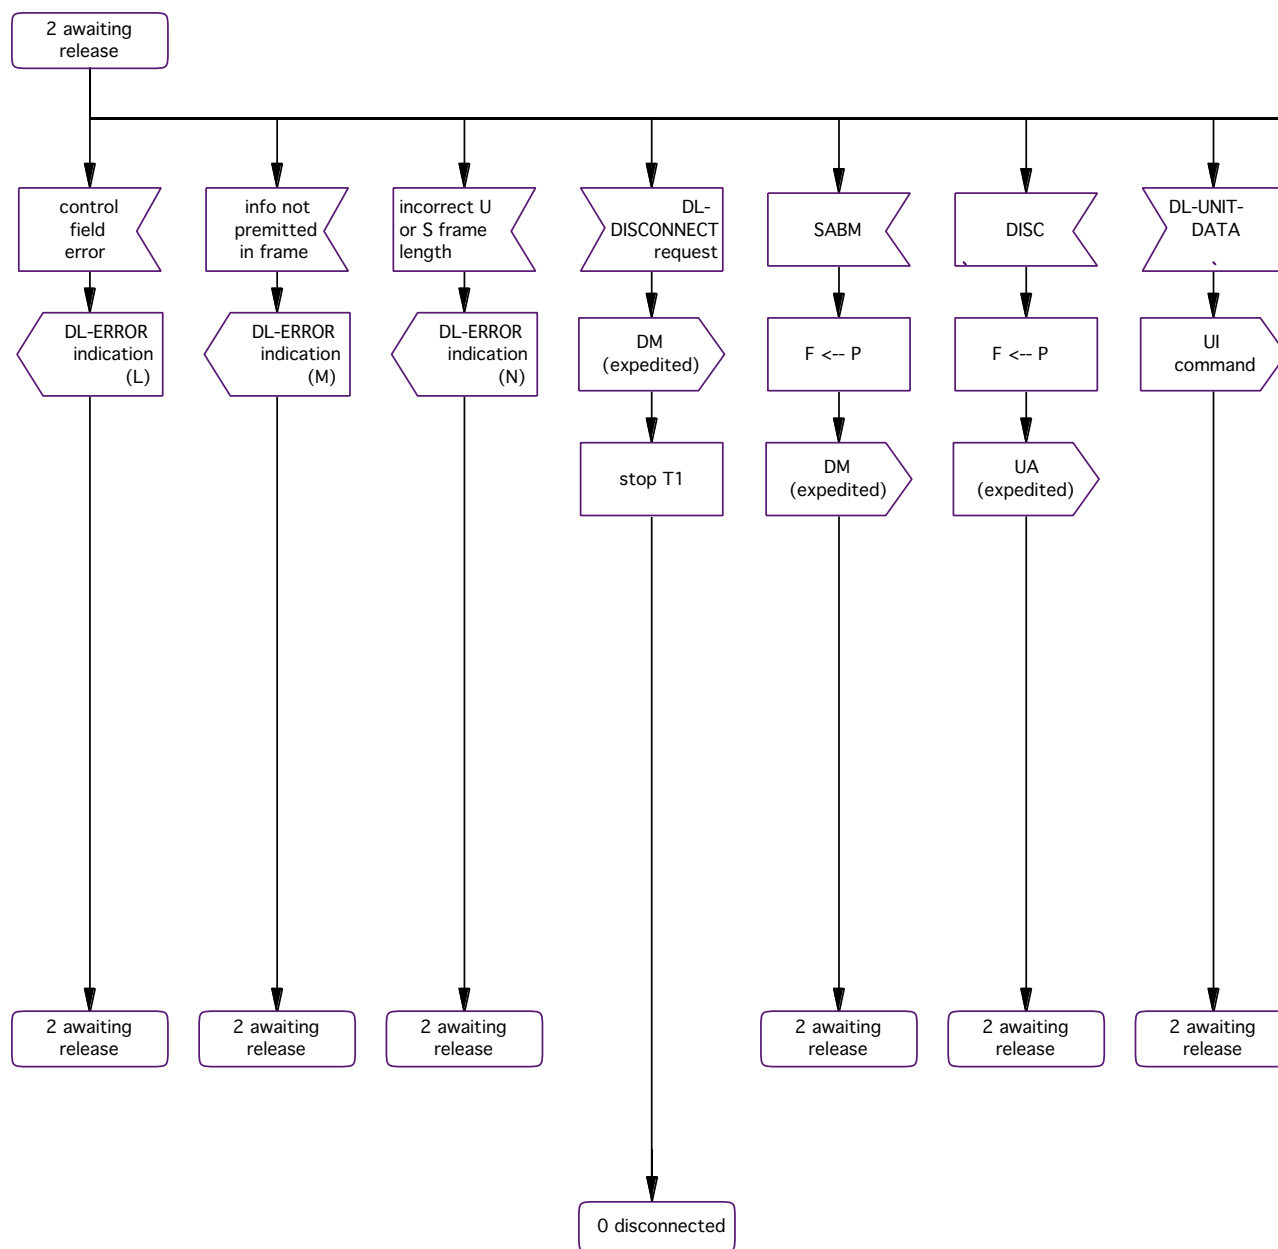 2 awaiting
release
control
field
error
info not
premitted
in frame
incorrect U
or S frame
length
DL-
DISCONNECT
request
SABM
DISC
DL-UNIT-
DATA
DL-ERROR
indication
(L)
DL-ERROR
indication
(M)
DL-ERROR
indication
(N)
DM
(expedited)
F <-- P
F <-- P
UI
command
stop T1
DM
(expedited)
UA
(expedited)
2 awaiting
release
2 awaiting
release
2 awaiting
release
2 awaiting
release
2 awaiting
release
2 awaiting
release
0 disconnected